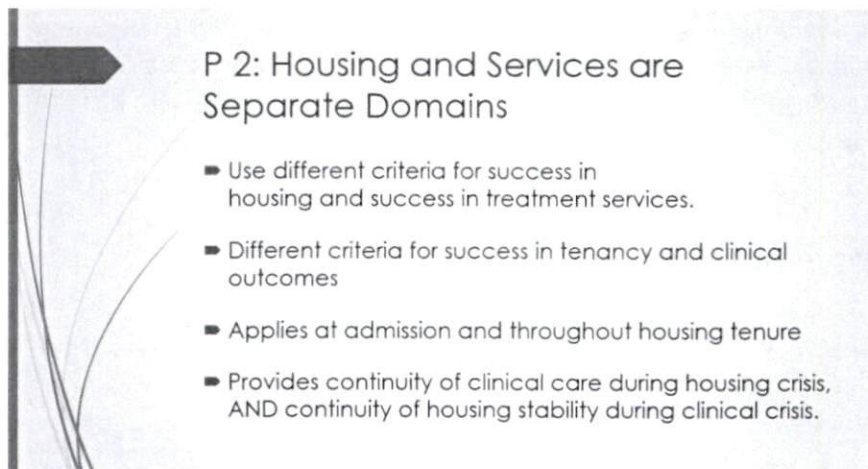 P 2: Housing and Services are
Separate Domains
Use different criteria for success in
housing and success in treatment services.
Different criteria for success in tenancy and clinical
outcomes
Applies at admission and throughout housing tenure
Provides continuity of clinical care during housing crisis,
AND continuity of housing stability during clinical crisis.